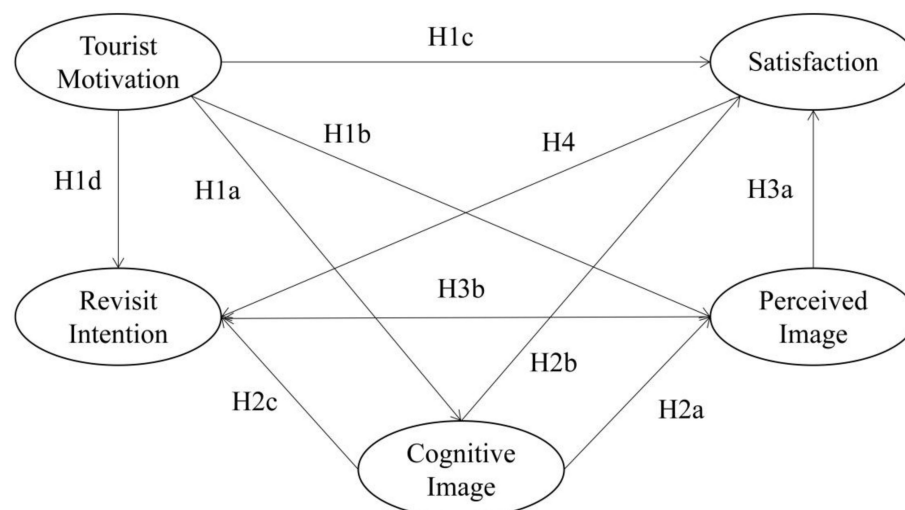 Tourist
Motivation
H1c
Satisfaction
H1b
H4
H1d
H1a
H3a
Revisit
Intention
H3b
Perceived
Image
H2c
H2b
H2a
Cognitive
Image